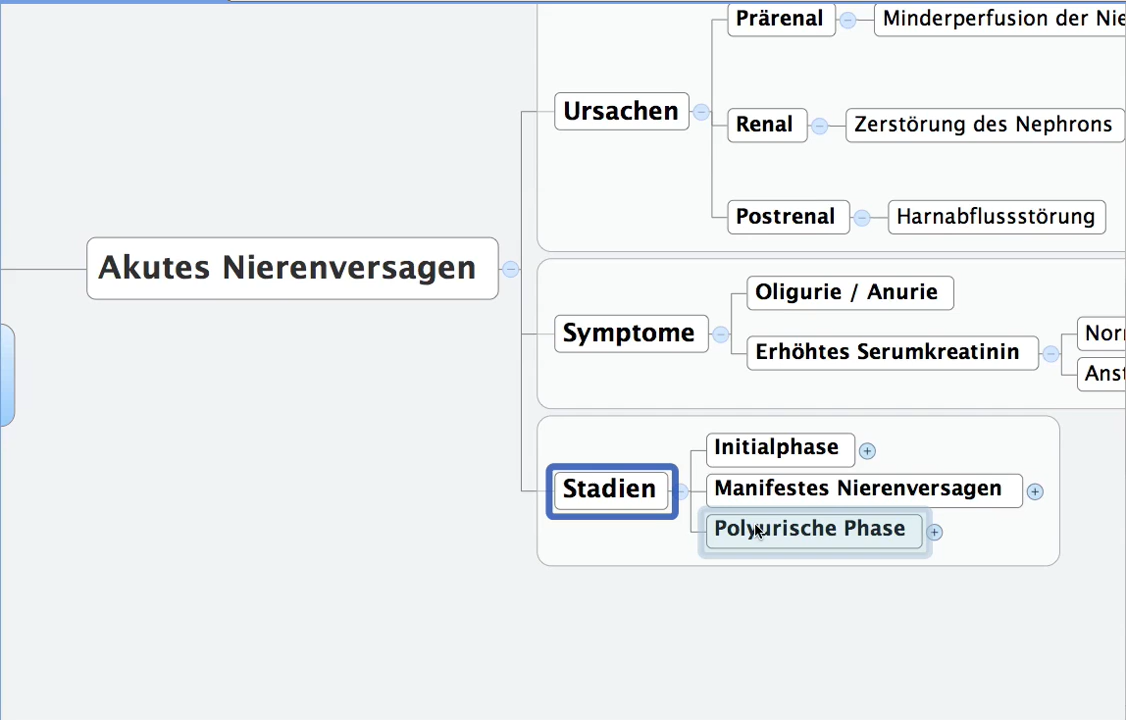 Akutes Nierenversagen
Ursachen
Prärenal
Minderperfusion der Nie
Renal
Zerstörung des Nephrons
Postrenal
Harnabflussstörung
Symptome
Oligurie / Anurie
Erhöhtes Serumkreatinin
Nor
Anst
Stadien
Initialphase
Manifestes Nierenversagen
Polyurische Phase